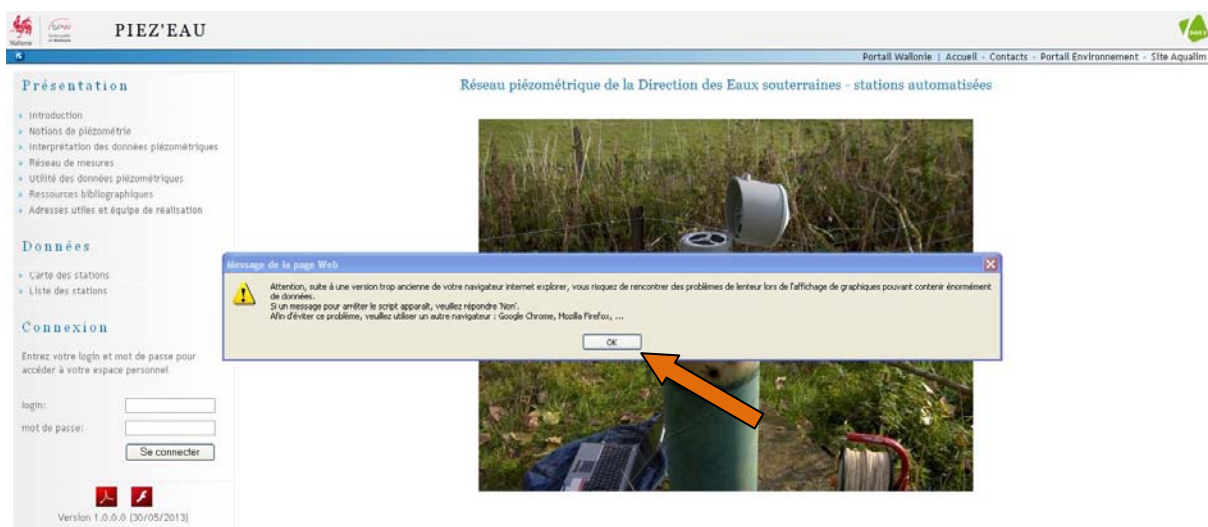 Wallonie
SPW
PIEZ'EAU
Portail Wallonie | Accueil - Contacts - Portail Environnement - Site Aqualim
Présentation
Réseau piézométrique de la Direction des Eaux souterraines - stations automatisées
Introduction
Notions de piézométrie
Interprétation des données piézométriques
Réseau de mesures
Utilité des données piézométriques
Ressources bibliographiques
Adresses utiles et équipe de réalisation
Données
Carte des stations
Liste des stations
Message de la page Web
Attention, suite à une version trop ancienne de votre navigateur internet explorer, vous risquez de rencontrer des problèmes de lenteur lors de l'affichage de graphiques pouvant contenir énormément
de données.
Si un message pour arrêter le script apparaît, veuillez répondre 'Non'.
Afin d'éviter ce problème, veuillez utiliser un autre navigateur : Google Chrome, Mozilla Firefox, ...
OK
Connexion
Entrez votre login et mot de passe pour
accéder à votre espace personnel
login:
mot de passe:
Se connecter
Version 1.0.0.0 (30/05/2013)